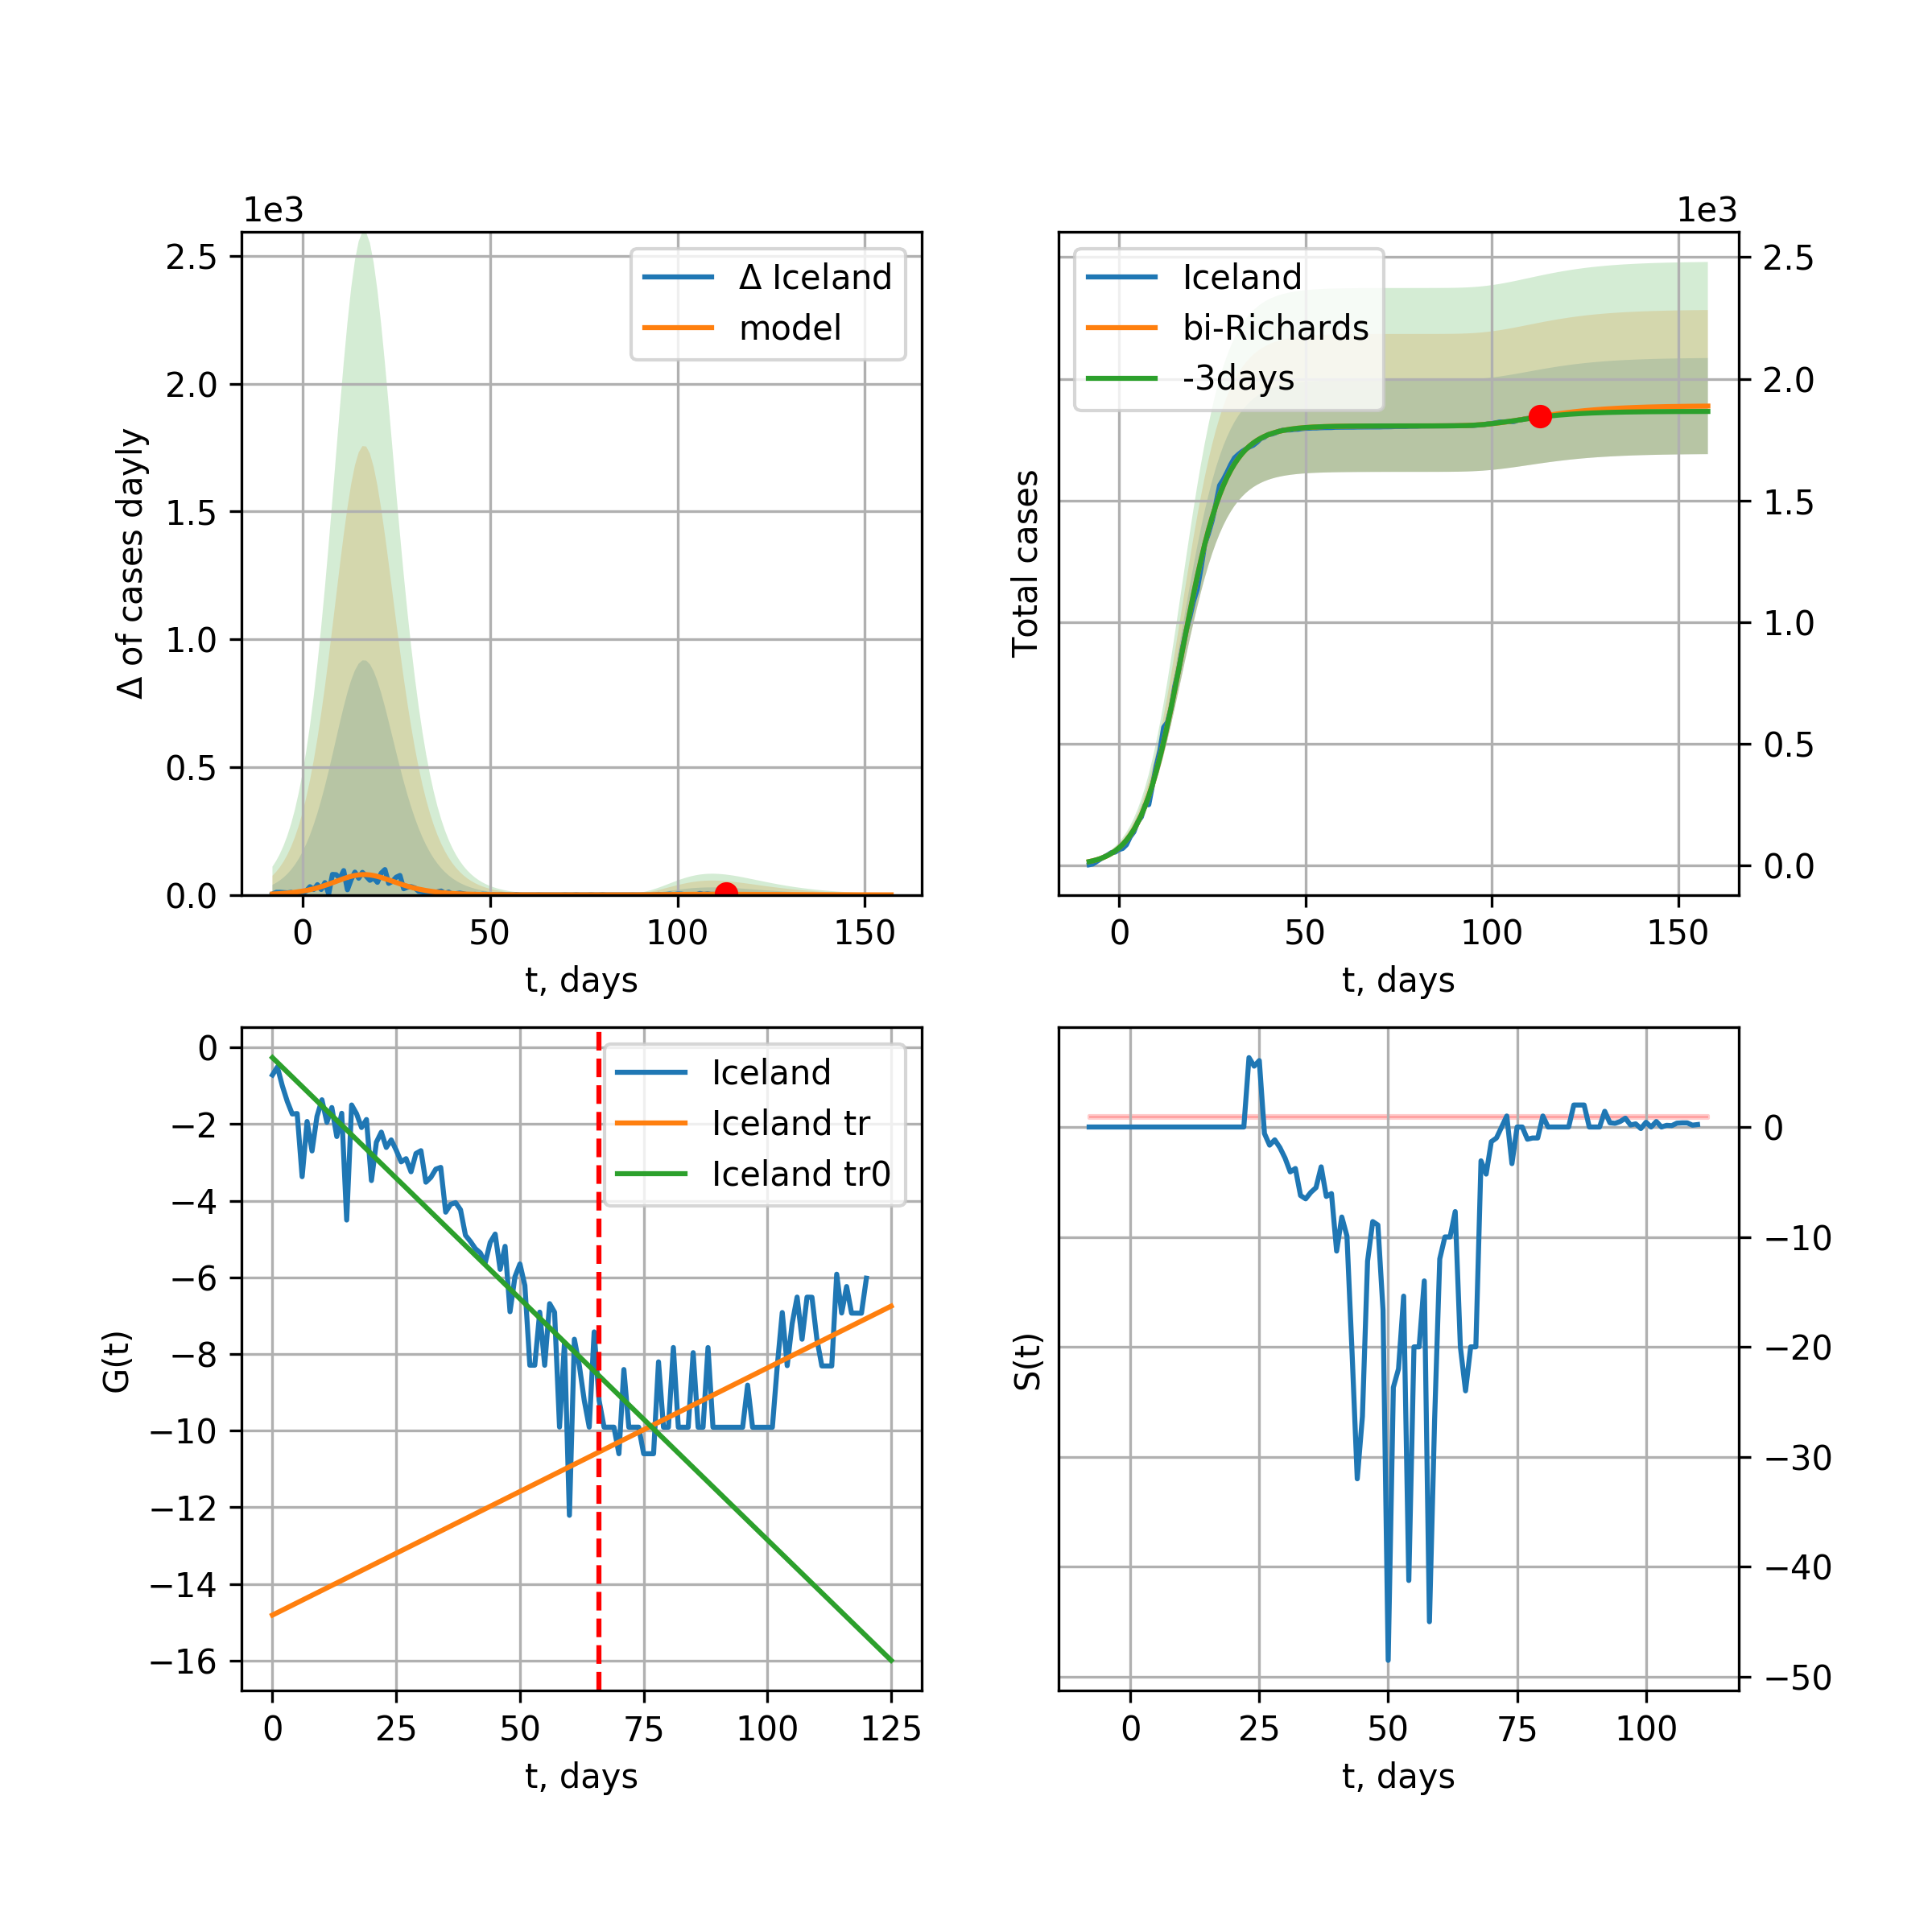 1e3
2.5
2.0
1.5
1.0
0.5
0.0
Δ of cases dayly
Δ Iceland
model
0 50 100 150
t, days
1e3
Total cases
Iceland
bi-Richards
-3days
2.5
2.0
1.5
1.0
0.5
0.0
0 50 100 150
t, days
0
−2
−4
−6
−8
−10
−12
−14
−16
G(t)
Iceland
Iceland tr
Iceland tr0
0 25 50 75 100 125
t, days
S(t)
0
−10
−20
−30
−40
−50
0 25 50 75 100
t, days